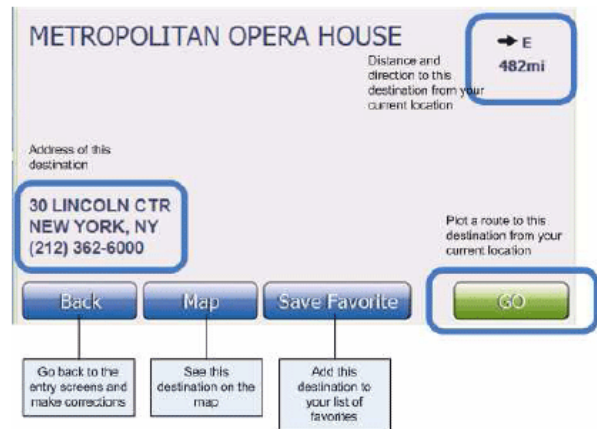 METROPOLITAN OPERA HOUSE
E
482mi
Distance and
direction to this
destination from your
current location
Address of this
destination
30 LINCOLN CTR
NEW YORK, NY
(212) 362-6000
Plot a route to this
destination from your
current location
Back
Map
Save Favorite
GO
Go back to the
entry screens and
make corrections
See this
destination on the
map
Add this
destination to
your list of
favorites